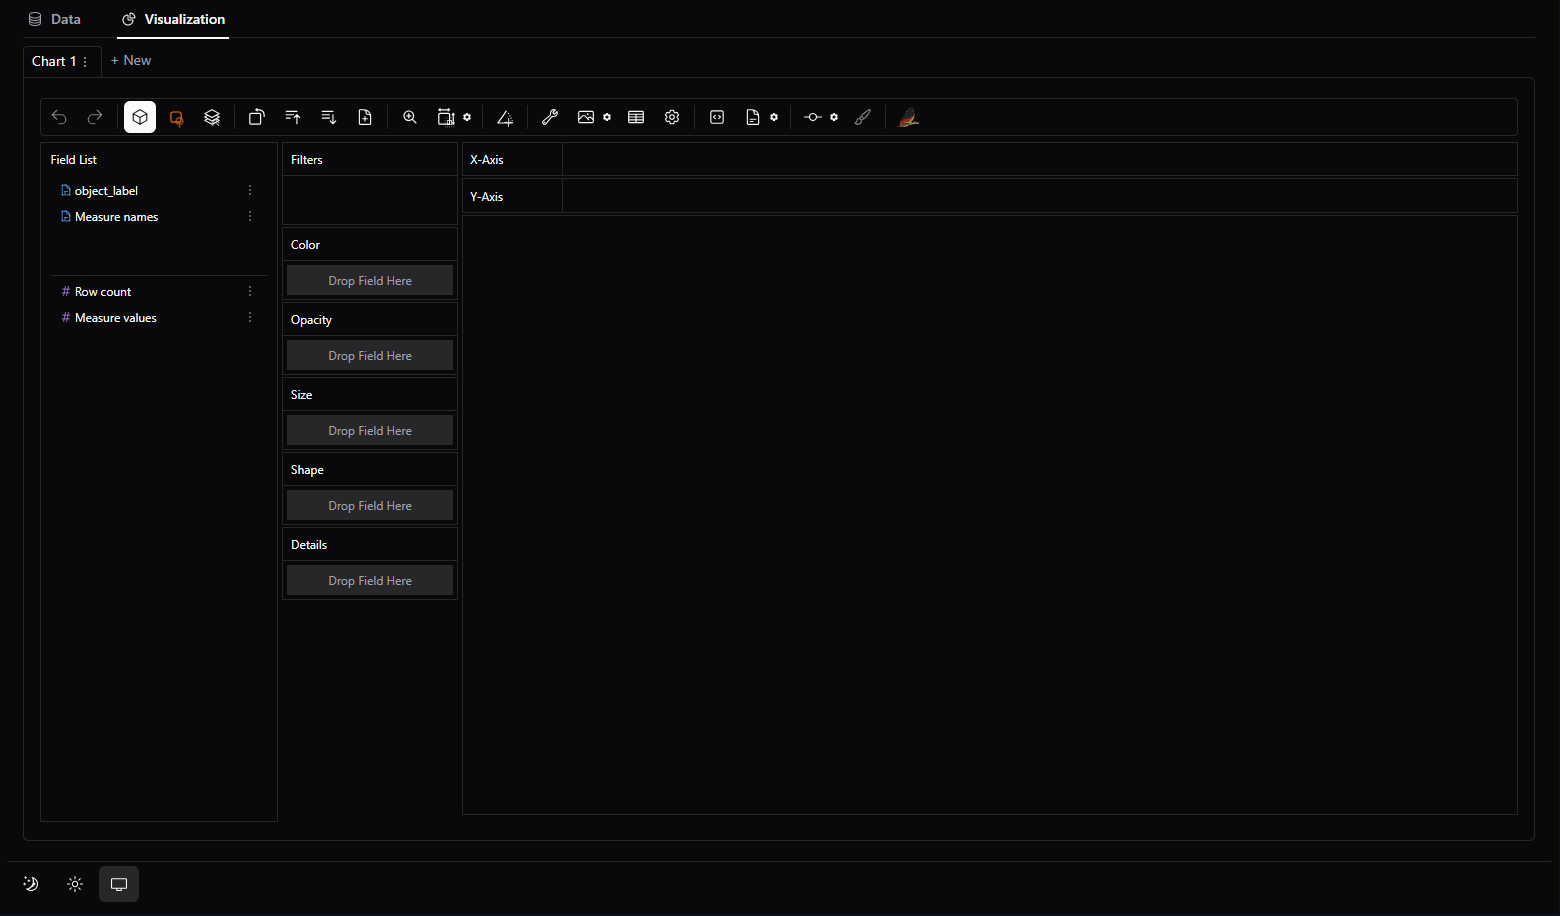 Data
Visualization
Chart 1
+ New
Field List
object_label
Measure names
# Row count
# Measure values
Filters
Color
Drop Field Here
Opacity
Drop Field Here
Size
Drop Field Here
Shape
Drop Field Here
Details
Drop Field Here
X-Axis
Y-Axis